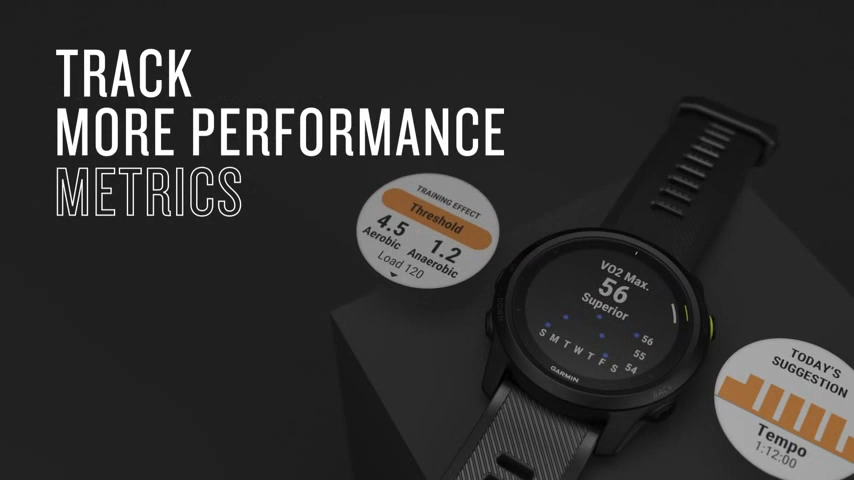 TRACK
MORE PERFORMANCE
METRICS
TRAINING EFFECT
Threshold
4.5 1.2
Aerobic Anaerobic
Load 120
VO2 Max.
56
Superior
56
55
54
S M T W T F S
GARMIN
BACK
TODAY'S
SUGGESTION
Tempo
1:12:00